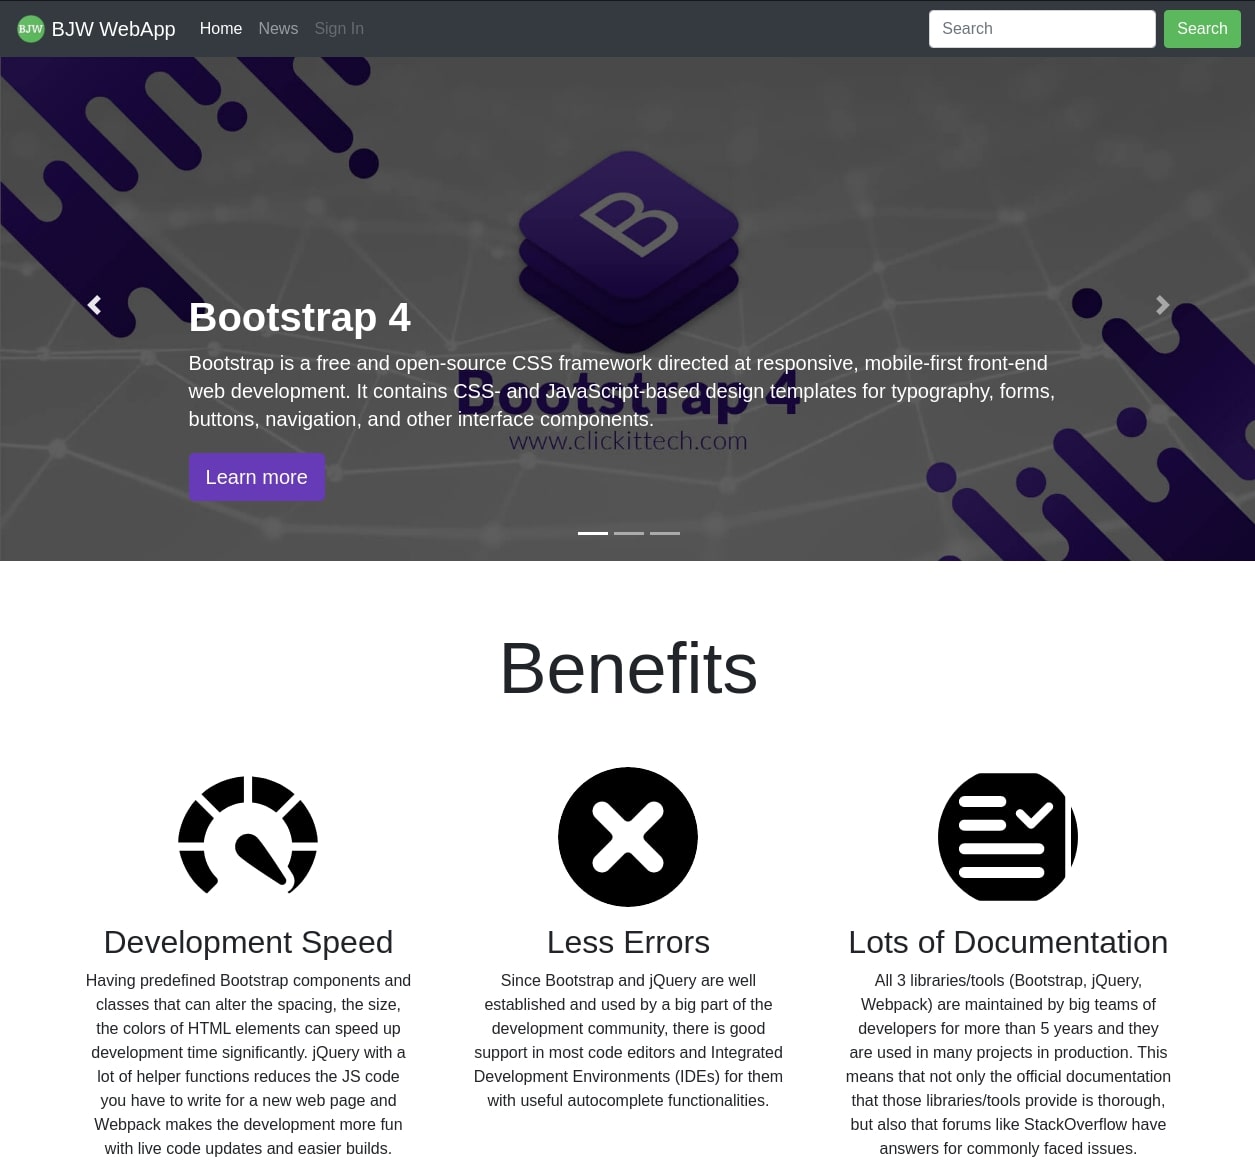 BJW BJW WebApp Home News Sign In Search Search
B
Bootstrap 4
Bootstrap is a free and open-source CSS framework directed at responsive, mobile-first front-end
web development. It contains CSS- and JavaScript-based design templates for typography, forms,
buttons, navigation, and other interface components.
Bootstrap 4
www.clickittech.com
Learn more
Benefits
Development Speed
Having predefined Bootstrap components and
classes that can alter the spacing, the size,
the colors of HTML elements can speed up
development time significantly. jQuery with a
lot of helper functions reduces the JS code
you have to write for a new web page and
Webpack makes the development more fun
with live code updates and easier builds.
Less Errors
Since Bootstrap and jQuery are well
established and used by a big part of the
development community, there is good
support in most code editors and Integrated
Development Environments (IDEs) for them
with useful autocomplete functionalities.
Lots of Documentation
All 3 libraries/tools (Bootstrap, jQuery,
Webpack) are maintained by big teams of
developers for more than 5 years and they
are used in many projects in production. This
means that not only the official documentation
that those libraries/tools provide is thorough,
but also that forums like StackOverflow have
answers for commonly faced issues.